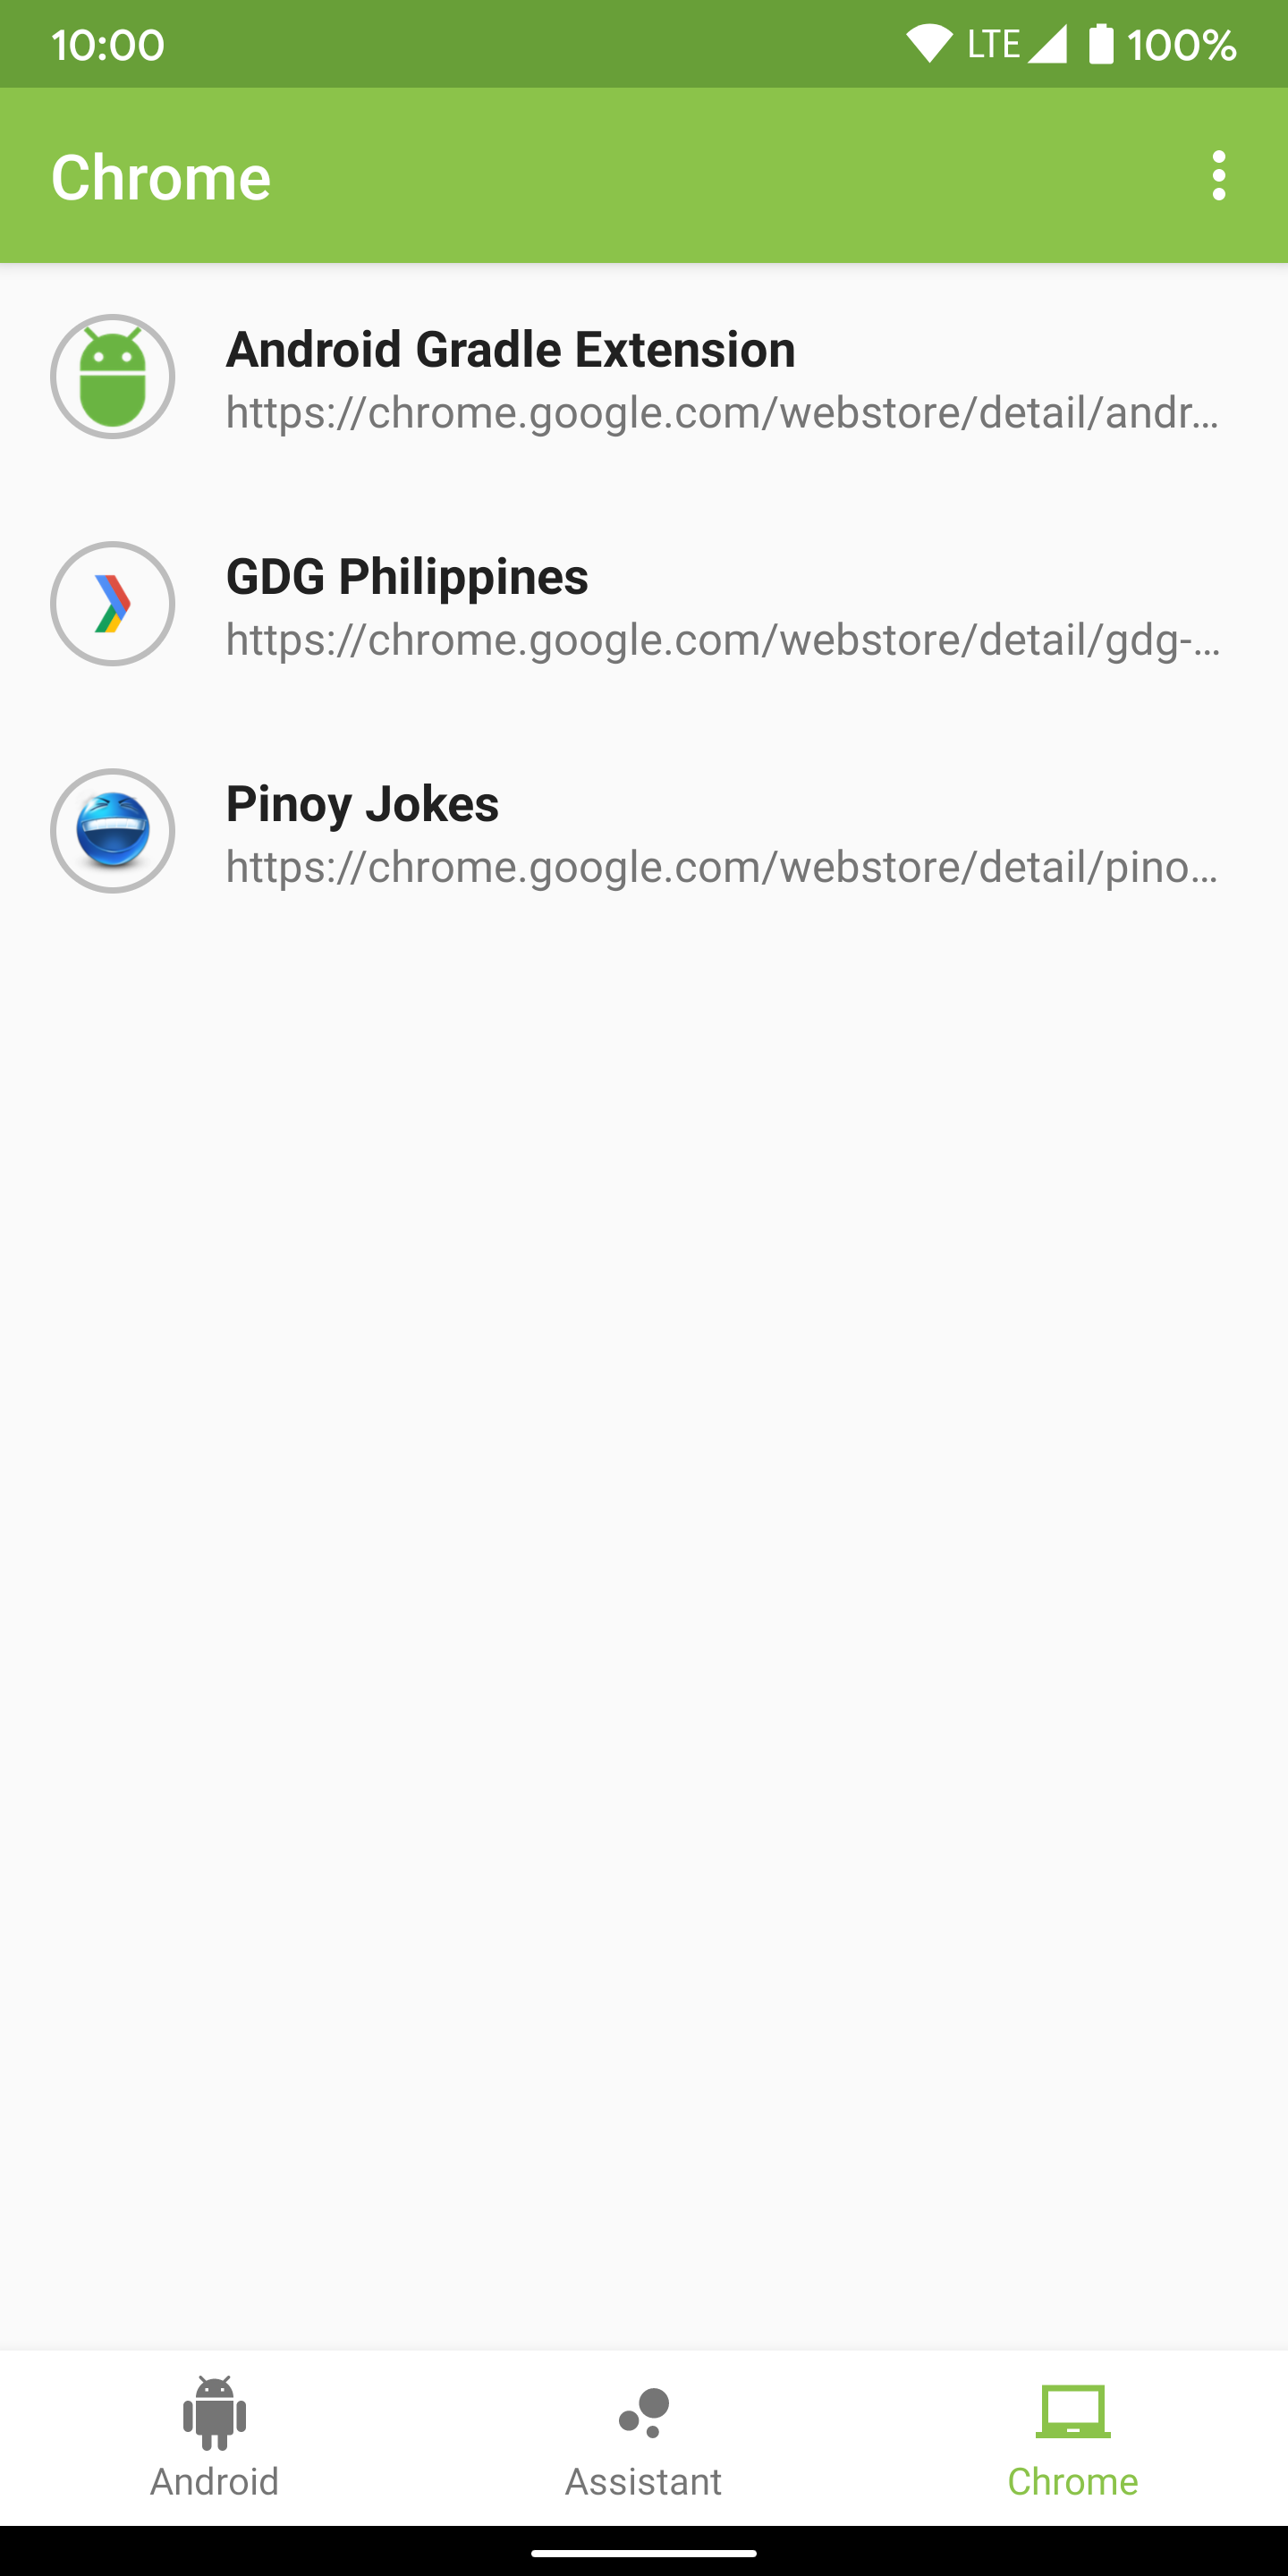 10:00 LTE 100%
Chrome
Android Gradle Extension
https://chrome.google.com/webstore/detail/andr...
GDG Philippines
https://chrome.google.com/webstore/detail/gdg-...
Pinoy Jokes
https://chrome.google.com/webstore/detail/pino...
Android Assistant Chrome